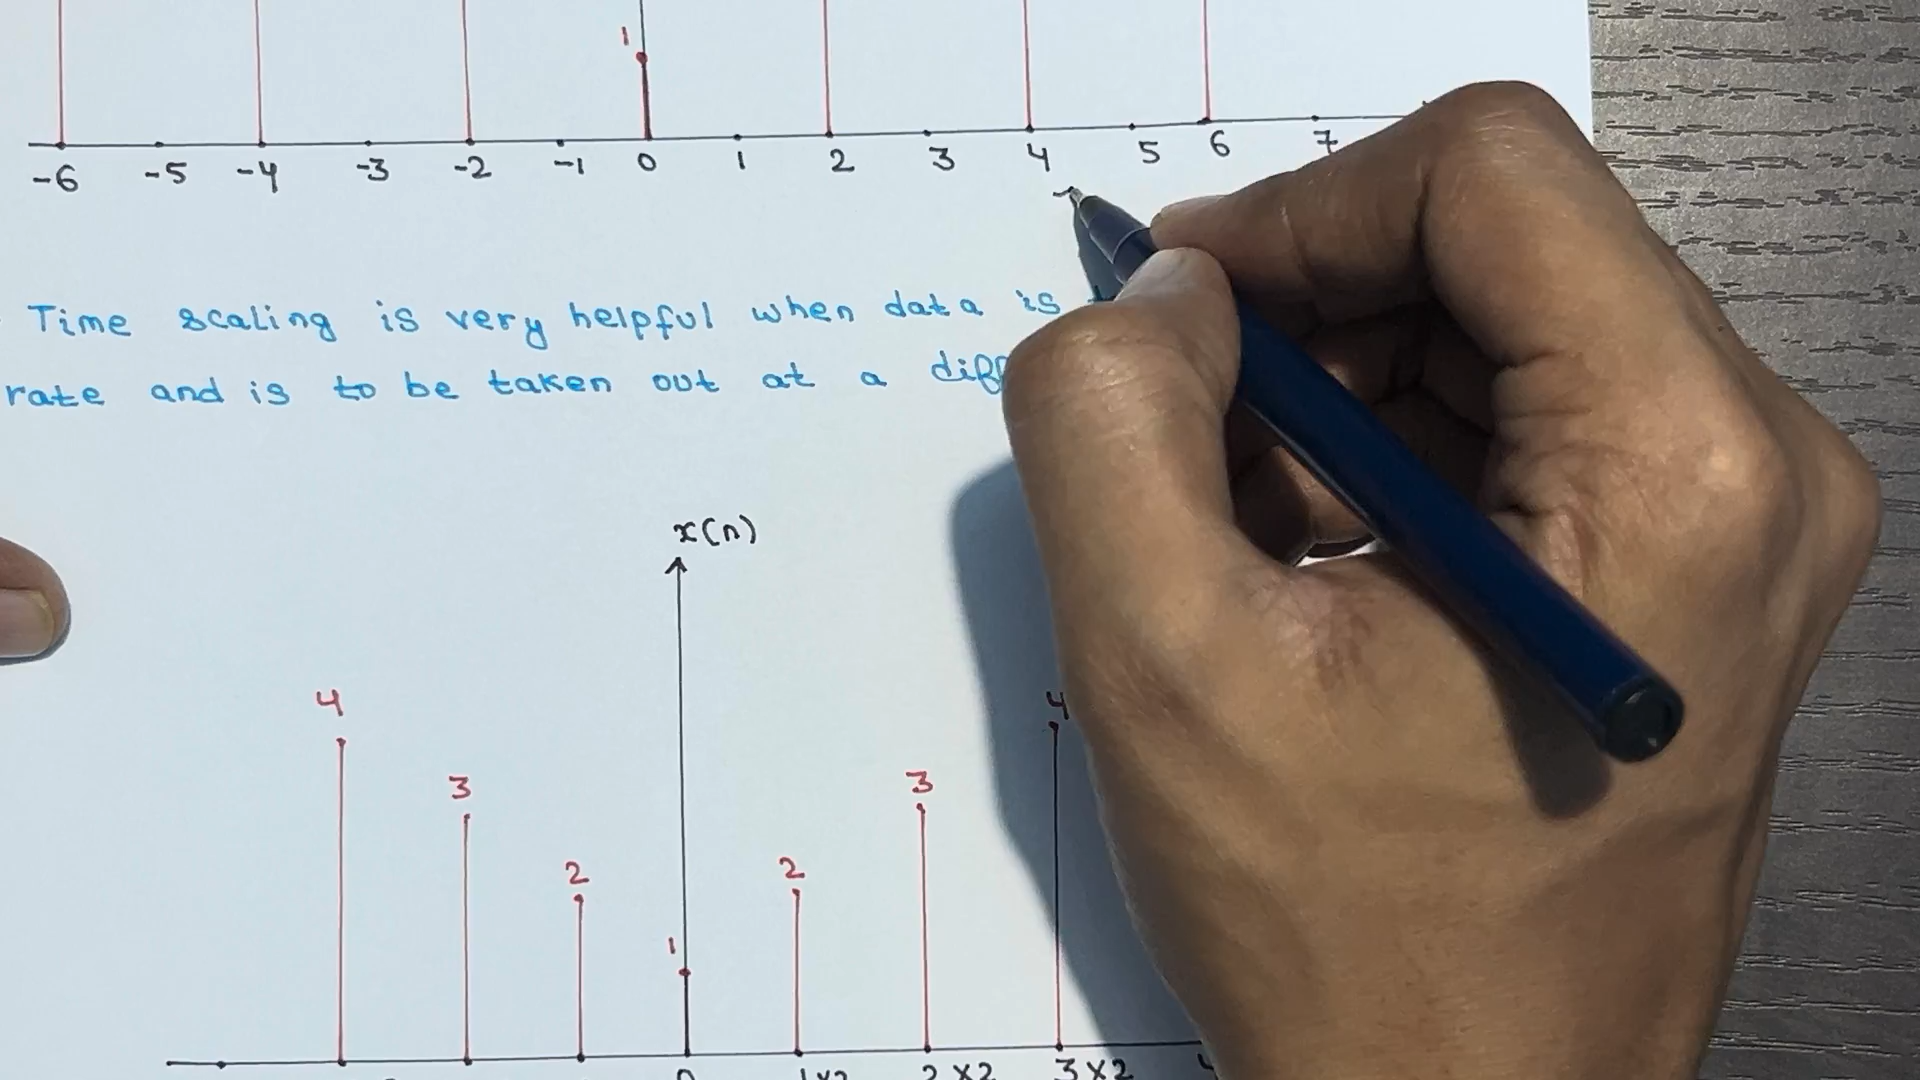 1
-6 -5 -4 -3 -2 -1 0 1 2 3 4 5 6 7
Time scaling is very helpful when data is
rate and is to be taken out at a
x(n)
4 3 2 1 2 3 4
0 1x2 2x2 3x2